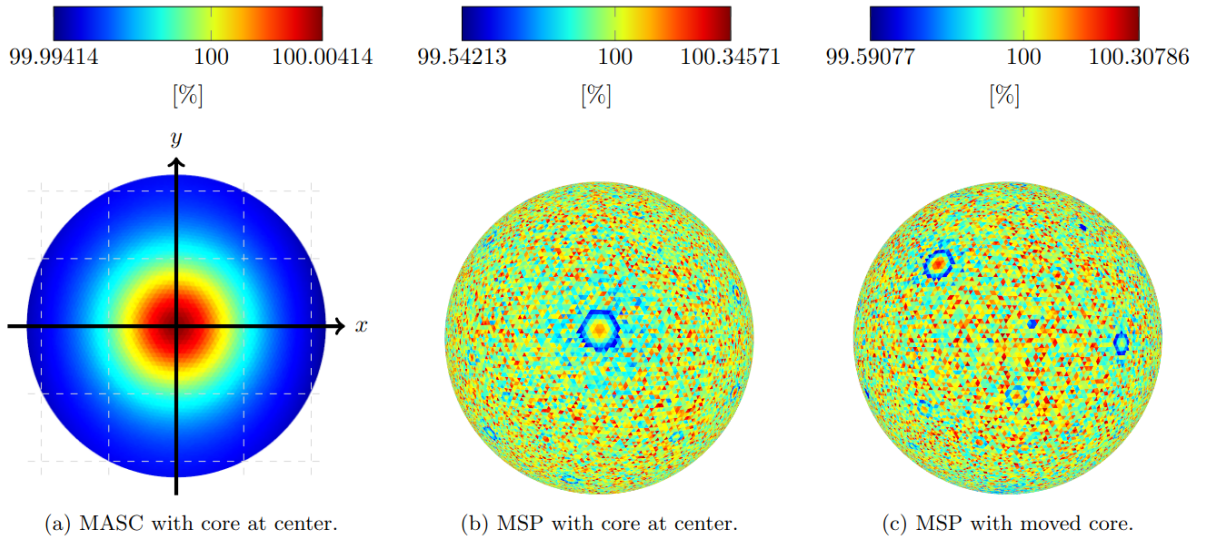 99.99414 100 100.00414
[%]
99.54213 100 100.34571
[%]
99.59077 100 100.30786
[%]
y
x
(a) MASC with core at center.
(b) MSP with core at center.
(c) MSP with moved core.